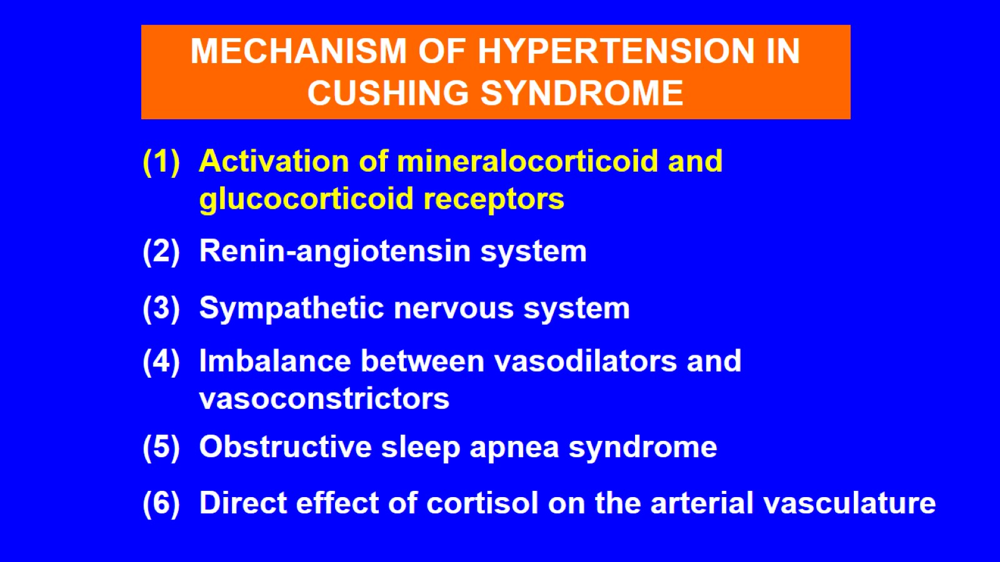 MECHANISM OF HYPERTENSION IN
CUSHING SYNDROME
(1) Activation of mineralocorticoid and
glucocorticoid receptors
(2) Renin-angiotensin system
(3) Sympathetic nervous system
(4) Imbalance between vasodilators and
vasoconstrictors
(5) Obstructive sleep apnea syndrome
(6) Direct effect of cortisol on the arterial vasculature